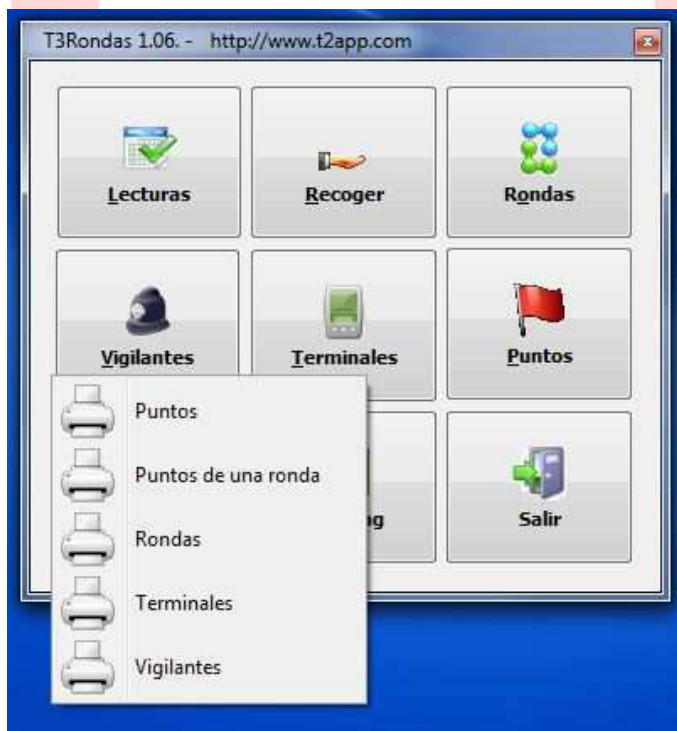 T3Rondas 1.06. - http://www.t2app.com
Lecturas
Recoger
Rondas
Vigilantes
Terminales
Puntos
Salir
Puntos
Puntos de una ronda
Rondas
Terminales
Vigilantes